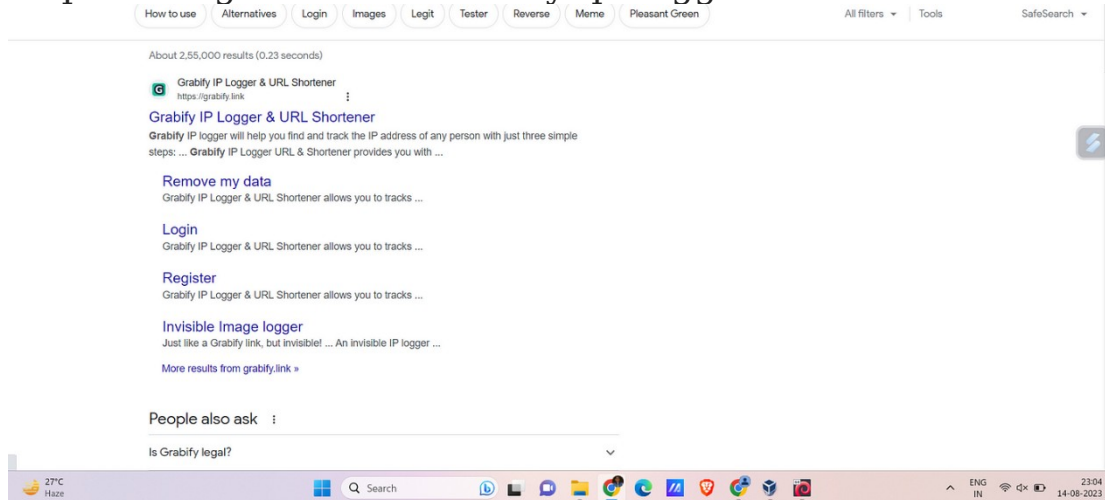 How to use Alternatives Login Images Legit Tester Reverse Meme Pleasant Green All filters Tools SafeSearch
About 2,55,000 results (0.23 seconds)
G Grabify IP Logger & URL Shortener
https://grabify.link
Grabify IP Logger & URL Shortener
Grabify IP logger will help you find and track the IP address of any person with just three simple
steps: ... Grabify IP Logger URL & Shortener provides you with ...
Remove my data
Grabify IP Logger & URL Shortener allows you to tracks ...
Login
Grabify IP Logger & URL Shortener allows you to tracks ...
Register
Grabify IP Logger & URL Shortener allows you to tracks ...
Invisible Image logger
Just like a Grabify link, but invisible! ... An invisible IP logger ...
More results from grabify.link »
People also ask
Is Grabify legal?
27°C
Haze
Search
ENG
IN
23:04
14-08-2023